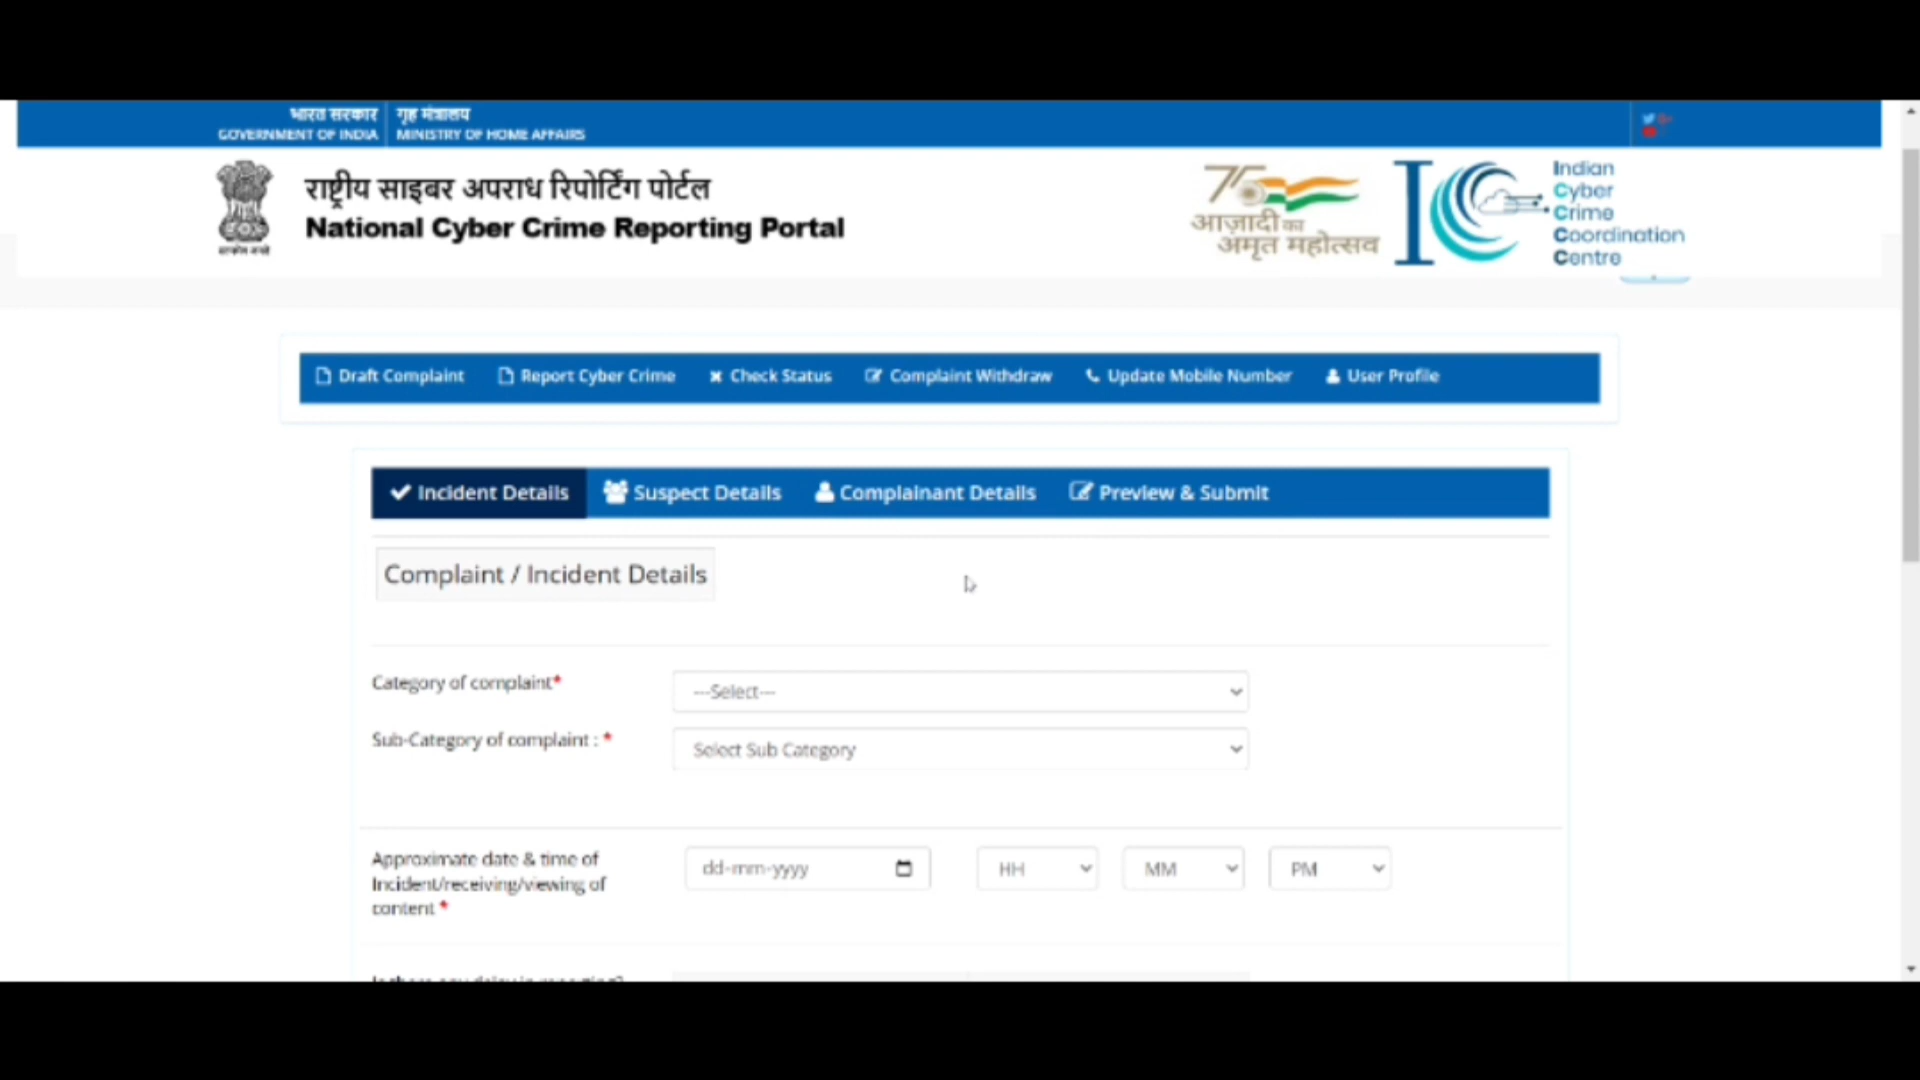 भारत सरकार
गृह मंत्रालय
GOVERNMENT OF INDIA
MINISTRY OF HOME AFFAIRS
राष्ट्रीय साइबर अपराध रिपोर्टिंग पोर्टल
National Cyber Crime Reporting Portal
75
आज़ादी का
अमृत महोत्सव
Indian
Cyber
Crime
Coordination
Centre
Draft Complaint
Report Cyber Crime
Check Status
Complaint Withdraw
Update Mobile Number
User Profile
Incident Details
Suspect Details
Complainant Details
Preview & Submit
Complaint / Incident Details
Category of complaint*
---Select---
Sub-Category of complaint : *
Select Sub Category
Approximate date & time of
Incident/receiving/viewing of
content *
dd-mm-yyyy
HH
MM
PM